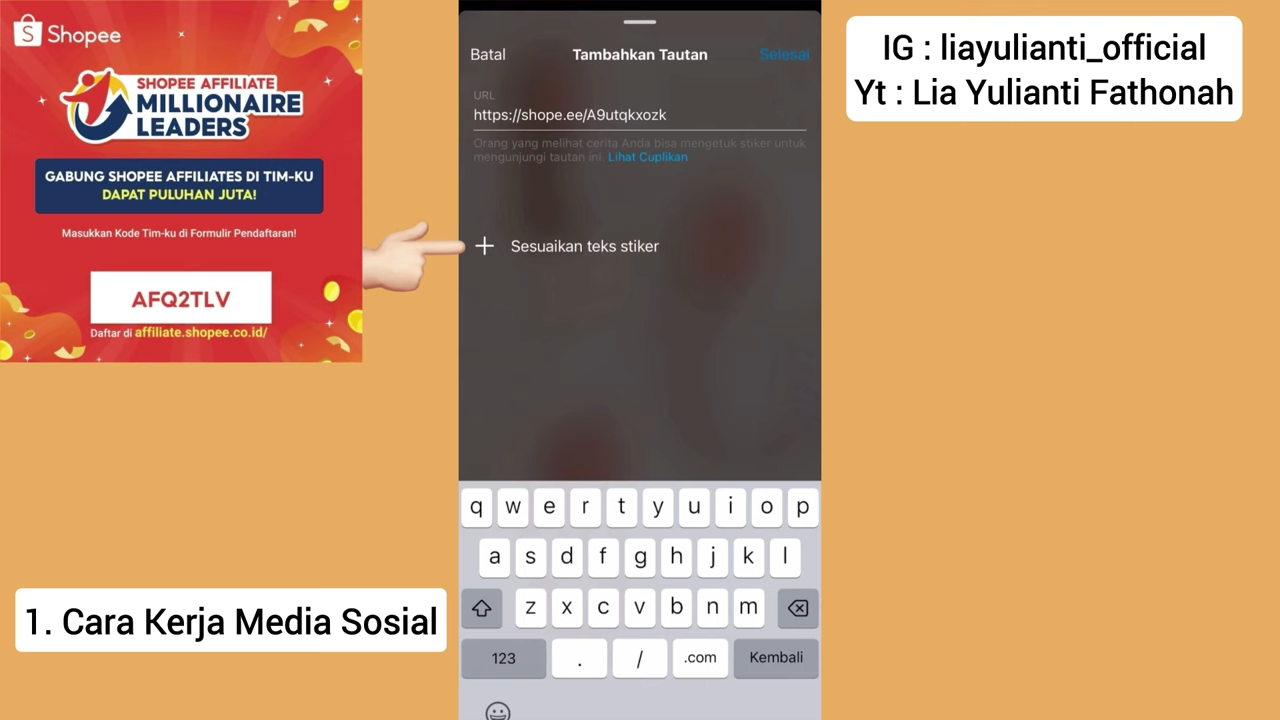 Shopee
SHOPEE AFFILIATE
MILLIONAIRE
LEADERS
GABUNG SHOPEE AFFILIATES DI TIM-KU
DAPAT PULUHAN JUTA!
Masukkan Kode Tim-ku di Formulir Pendaftaran!
AFQ2TLV
Daftar di affiliate.shopee.co.id/
1. Cara Kerja Media Sosial
Batal Tambahkan Tautan Selesai
URL
https://shope.ee/A9utqkxozk
Orang yang melihat cerita Anda bisa mengetuk stiker untuk
mengunjungi tautan ini. Lihat Cuplikan
Sesuaikan teks stiker
q w e r t y u i o p
a s d f g h j k l
z x c v b n m
123 . / .com Kembali
IG : liayulianti_official
Yt : Lia Yulianti Fathonah